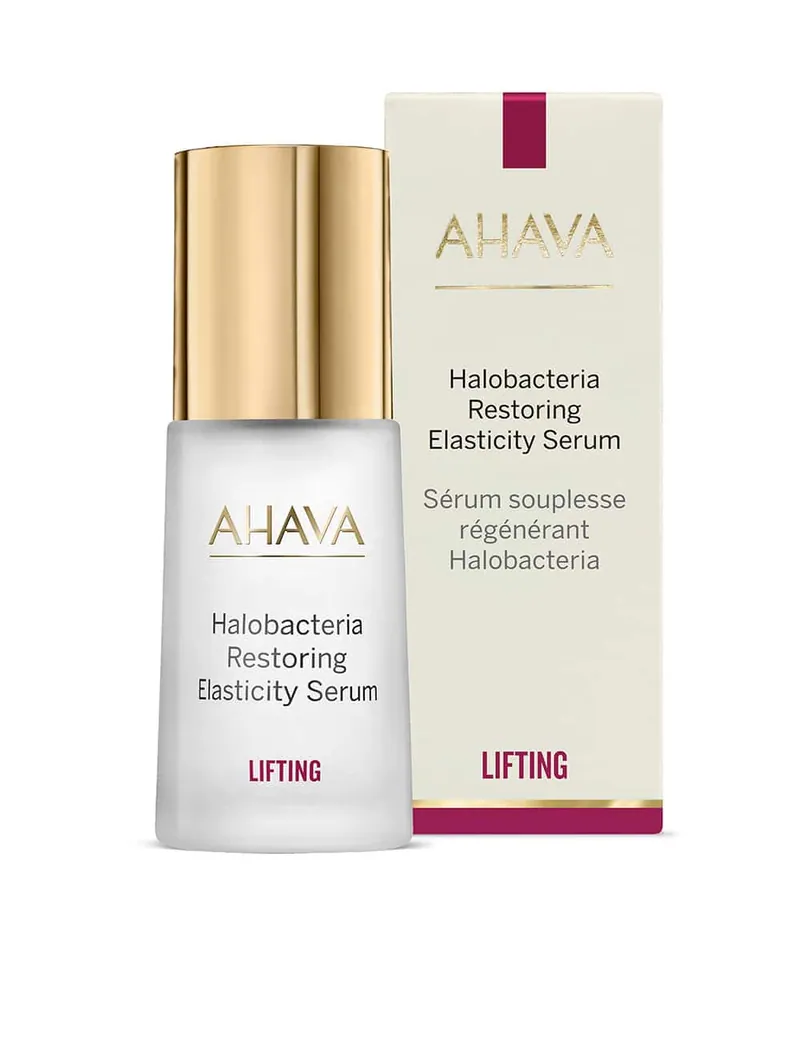 AHAVA
Halobacteria
Restoring
Elasticity Serum
LIFTING
AHAVA
Halobacteria
Restoring
Elasticity Serum
Sérum souplesse
régénérant
Halobacteria
LIFTING